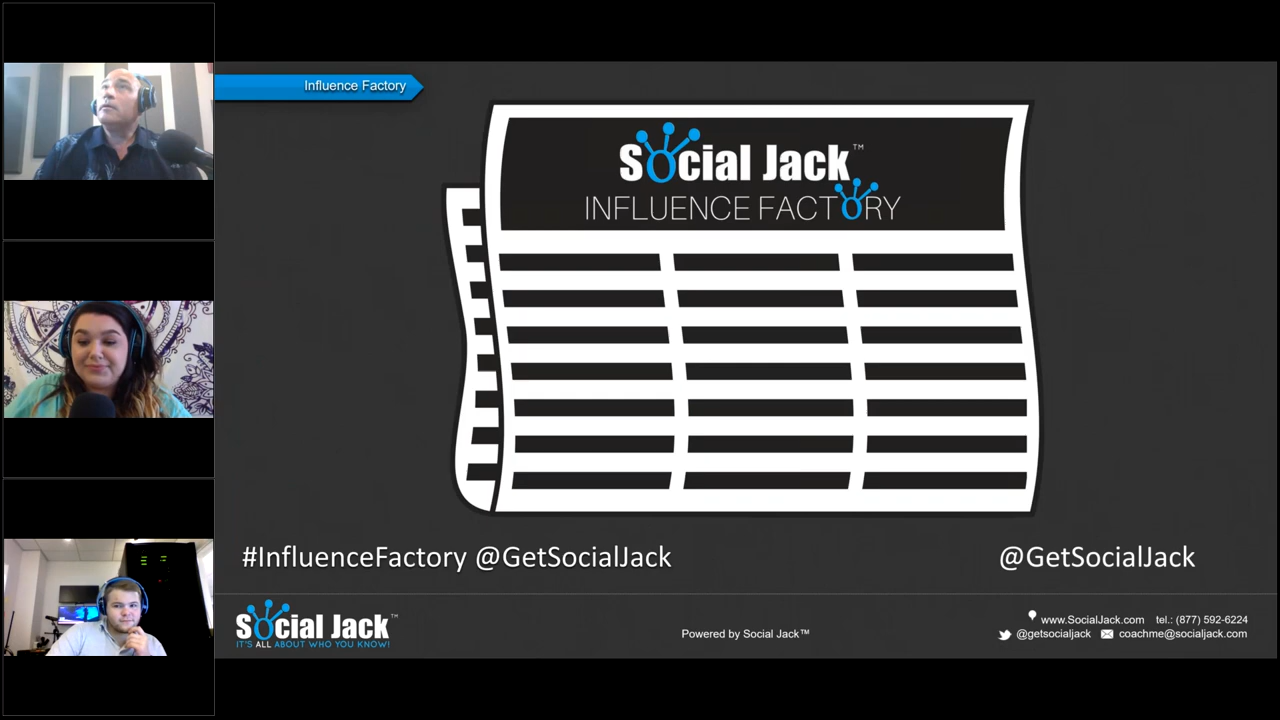 Influence Factory
Social Jack™
INFLUENCE FACTORY
#InfluenceFactory @GetSocialJack
@GetSocialJack
Social Jack™
IT'S ALL ABOUT WHO YOU KNOW!
Powered by Social Jack™
www.SocialJack.com tel.: (877) 592-6224
@getsocialjack coachme@socialjack.com